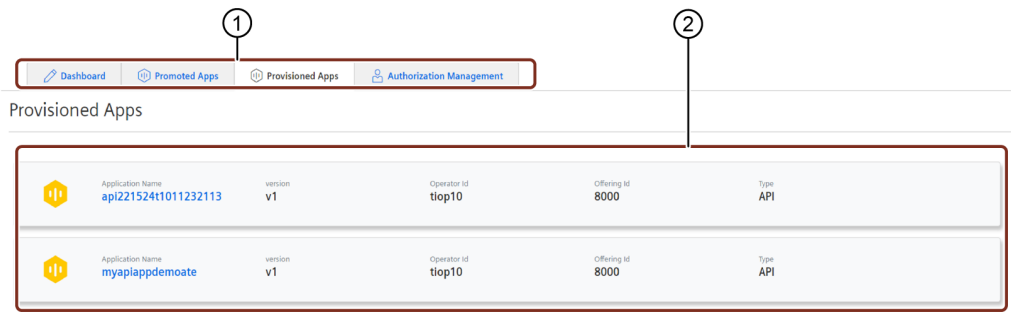 1 2
Dashboard Promoted Apps Provisioned Apps Authorization Management
Provisioned Apps
Application Name version Operator Id Offering Id Type
api221524t1011232113 v1 tiop10 8000 API
Application Name version Operator Id Offering Id Type
myapiappdemoate v1 tiop10 8000 API